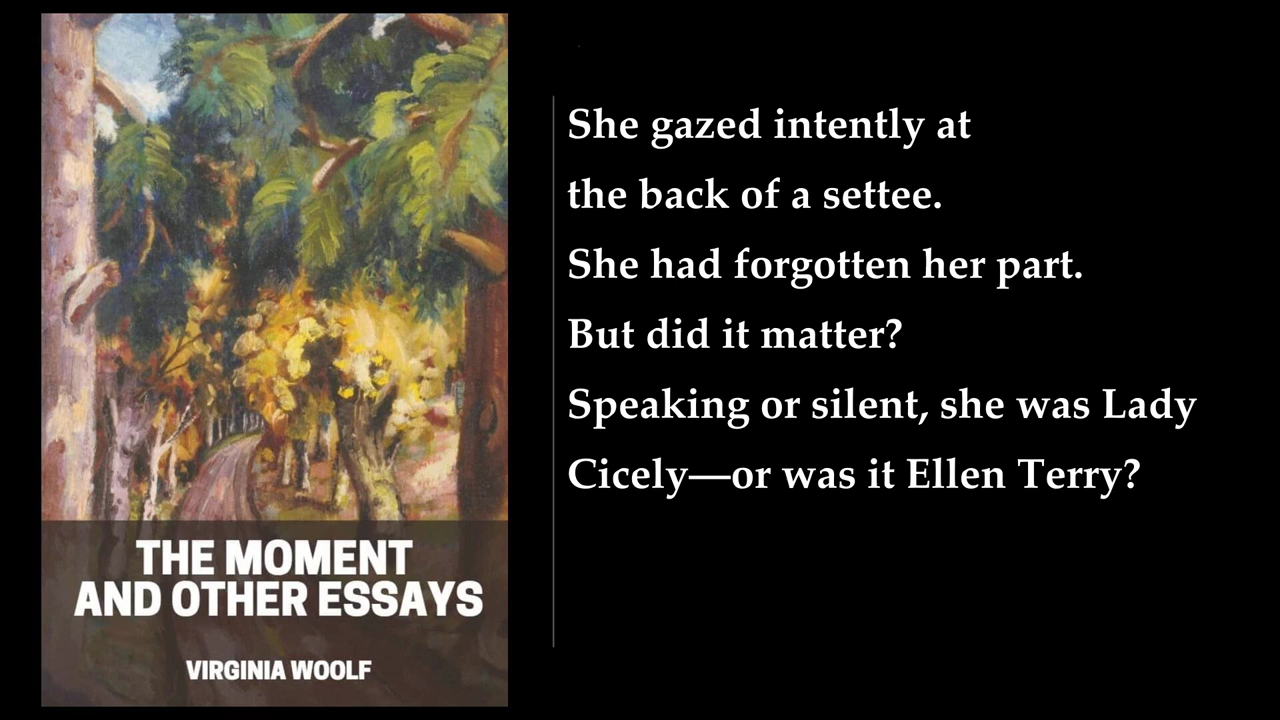 THE MOMENT
AND OTHER ESSAYS
VIRGINIA WOOLF
She gazed intently at
the back of a settee.
She had forgotten her part.
But did it matter?
Speaking or silent, she was Lady
Cicely—or was it Ellen Terry?